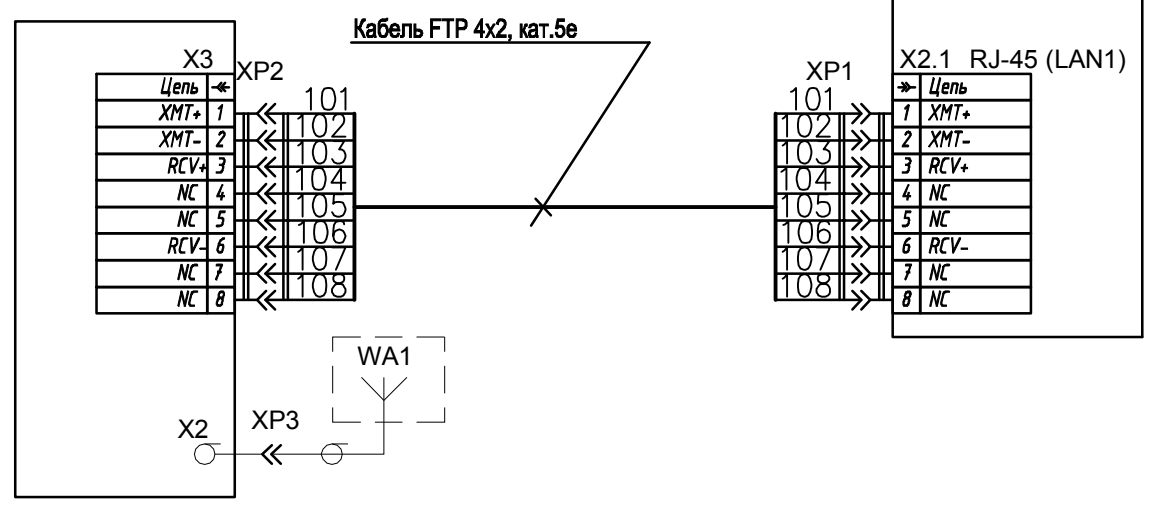 Кабель FTP 4х2, кат.5е
X3
XP2
Цепь
XMT+ 1
XMT- 2
RCV+ 3
NC 4
NC 5
RCV- 6
NC 7
NC 8
101
102
103
104
105
106
107
108
XP1
101
102
103
104
105
106
107
108
X2.1 RJ-45 (LAN1)
Цепь
1 XMT+
2 XMT-
3 RCV+
4 NC
5 NC
6 RCV-
7 NC
8 NC
WA1
X2
XP3